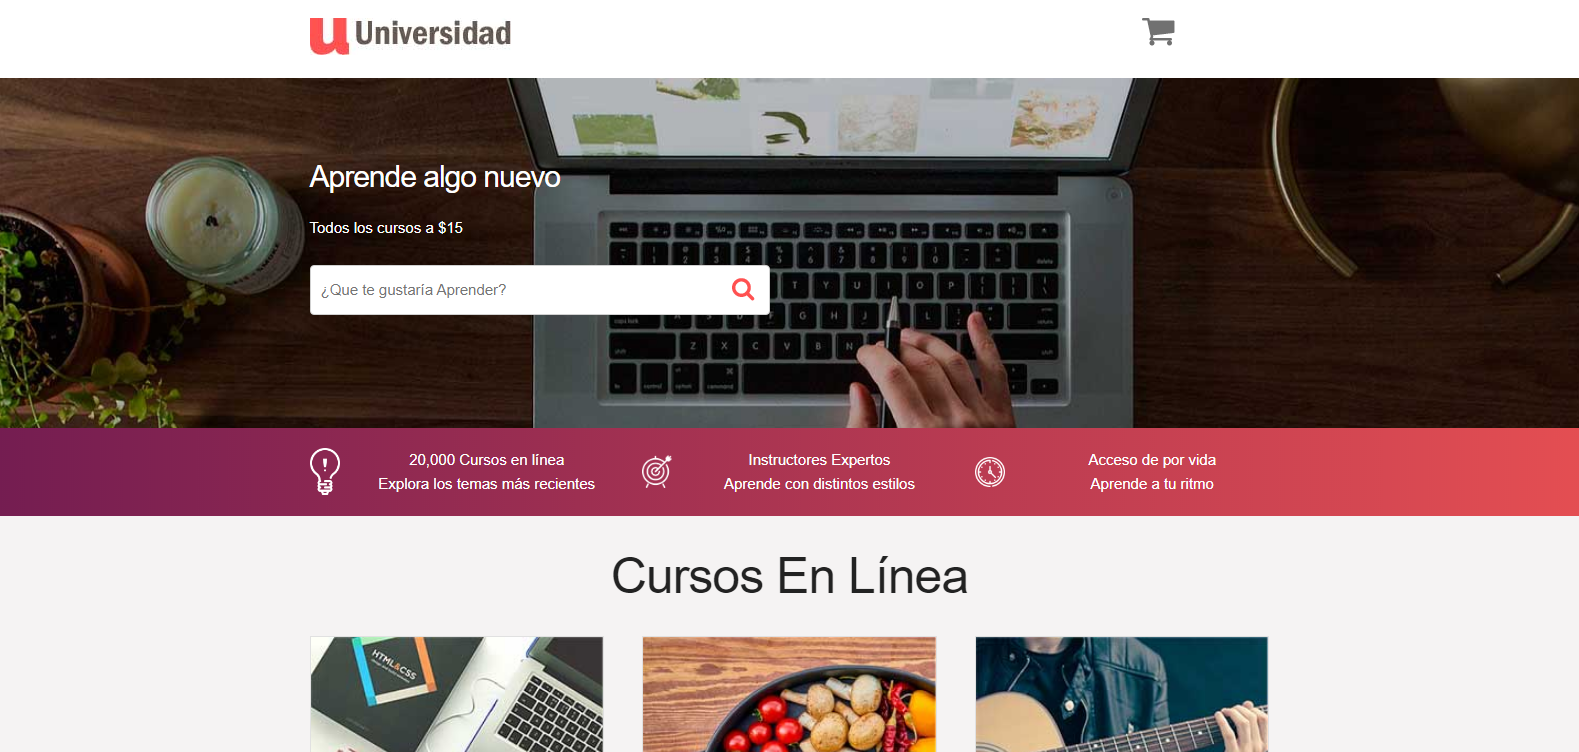 u Universidad
Aprende algo nuevo
Todos los cursos a $15
¿Que te gustaría Aprender?
20,000 Cursos en línea
Explora los temas más recientes
Instructores Expertos
Aprende con distintos estilos
Acceso de por vida
Aprende a tu ritmo
Cursos En Línea
HTML&CSS